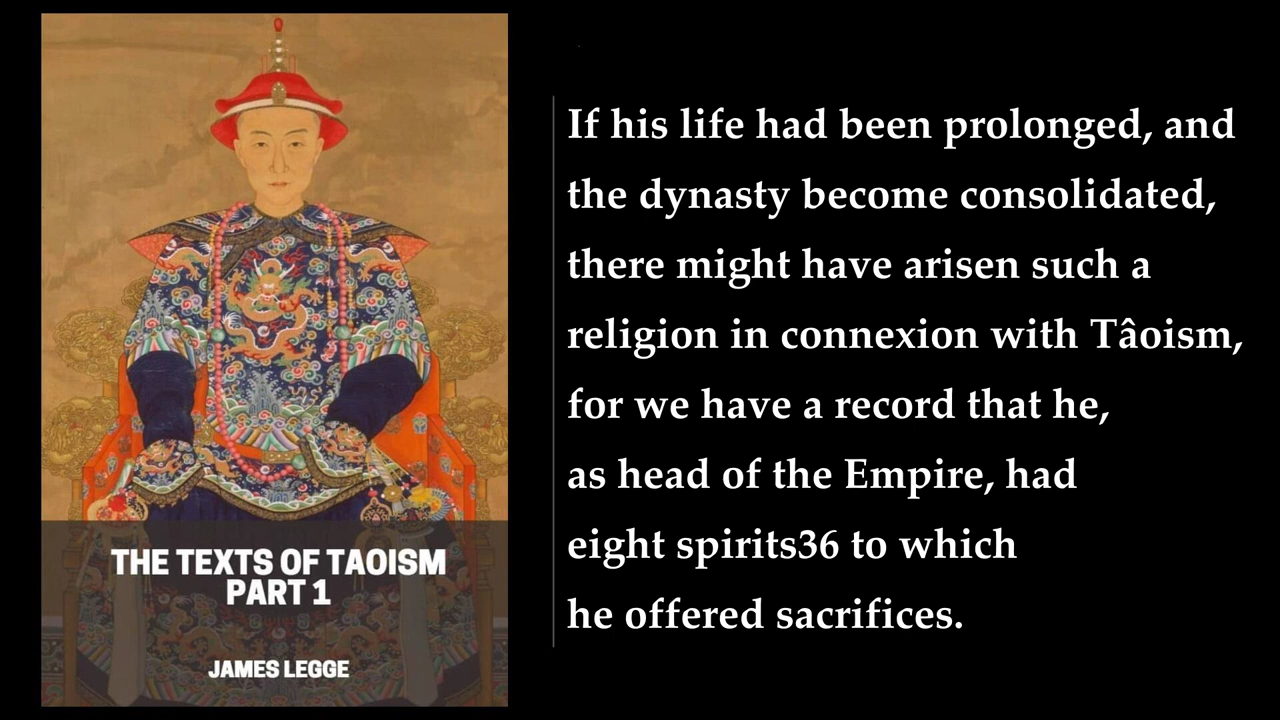 If his life had been prolonged, and
the dynasty become consolidated,
there might have arisen such a
religion in connexion with Tâoism,
for we have a record that he,
as head of the Empire, had
eight spirits36 to which
he offered sacrifices.
THE TEXTS OF TAOISM
PART 1
JAMES LEGGE